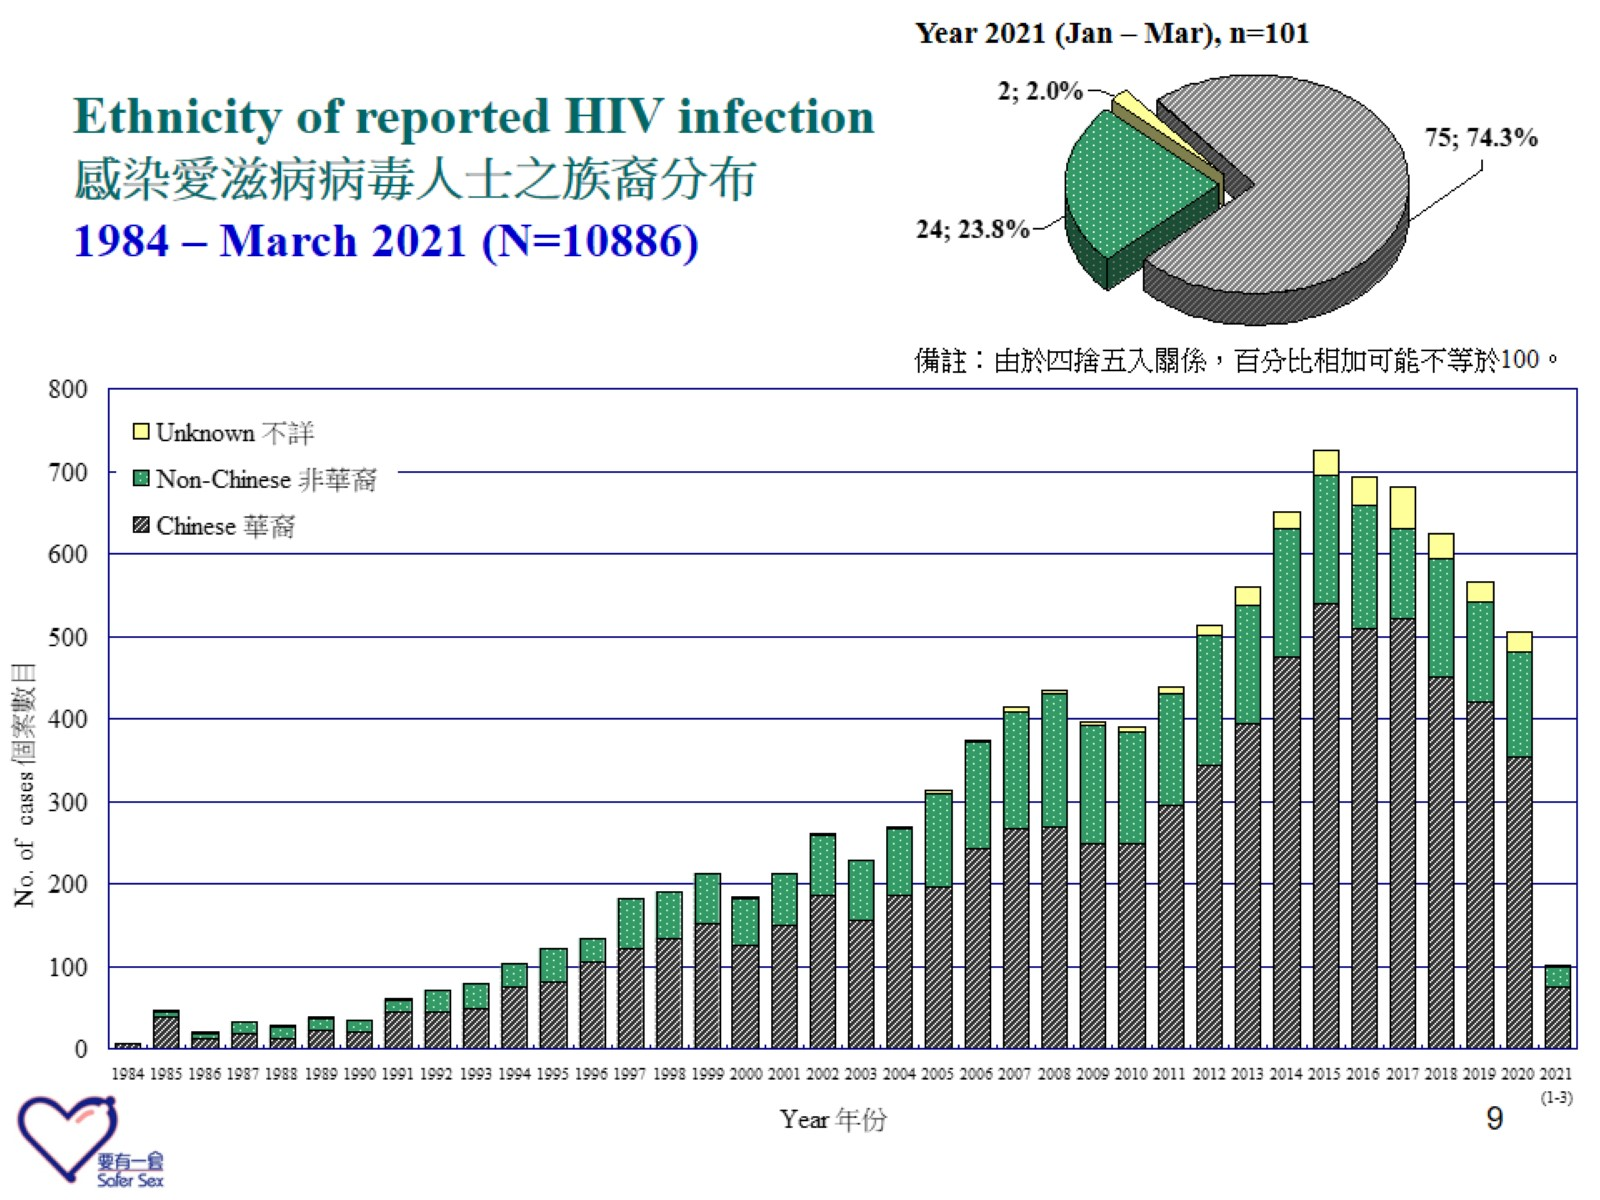 Year 2021 (Jan – Mar), n=101
2; 2.0%
75; 74.3%
24; 23.8%
Ethnicity of reported HIV infection
感染愛滋病病毒人士之族裔分布
1984 – March 2021 (N=10886)
備註：由於四捨五入關係，百分比相加可能不等於100。
800
700
600
500
400
300
200
100
0
Unknown 不詳
Non-Chinese 非華裔
Chinese 華裔
No. of cases 個案數目
1984 1985 1986 1987 1988 1989 1990 1991 1992 1993 1994 1995 1996 1997 1998 1999 2000 2001 2002 2003 2004 2005 2006 2007 2008 2009 2010 2011 2012 2013 2014 2015 2016 2017 2018 2019 2020 2021
(1-3)
Year 年份
9
要有一套
Safer Sex